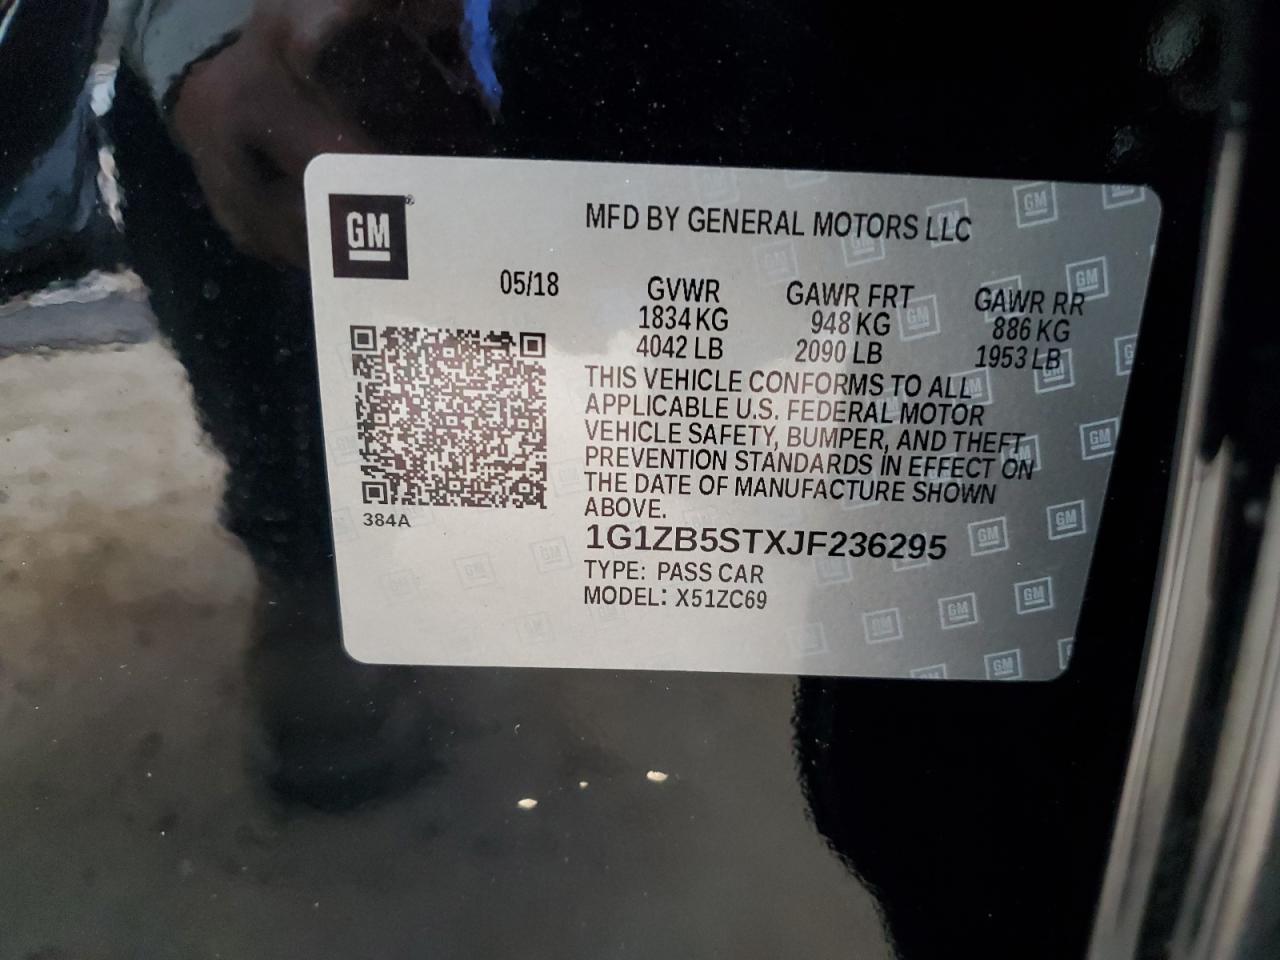 GM
MFD BY GENERAL MOTORS LLC
05/18 GVWR GAWR FRT GAWR RR
1834 KG 948 KG 886 KG
4042 LB 2090 LB 1953 LB
THIS VEHICLE CONFORMS TO ALL
APPLICABLE U.S. FEDERAL MOTOR
VEHICLE SAFETY, BUMPER, AND THEFT
PREVENTION STANDARDS IN EFFECT ON
THE DATE OF MANUFACTURE SHOWN
ABOVE.
384A
1G1ZB5STXJF236295
TYPE: PASS CAR
MODEL: X51ZC69